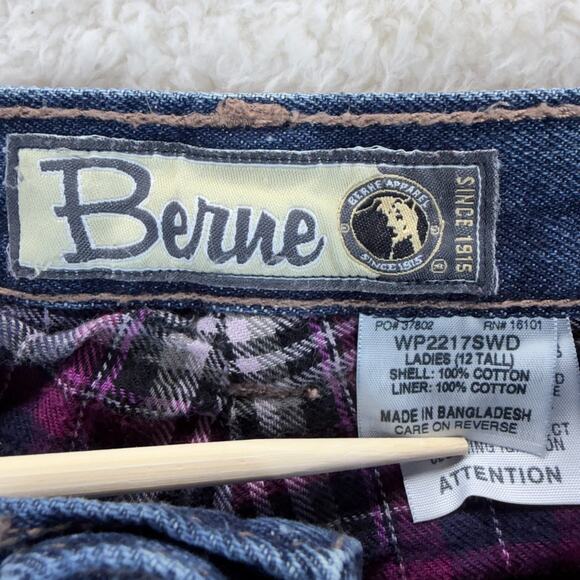 Berne
BERNE APPAREL
SINCE 1915
SINCE 1915
PO# 37802 RN# 16101
WP2217SWD
LADIES (12 TALL)
SHELL: 100% COTTON
LINER: 100% COTTON
MADE IN BANGLADESH
CARE ON REVERSE
ATTENTION